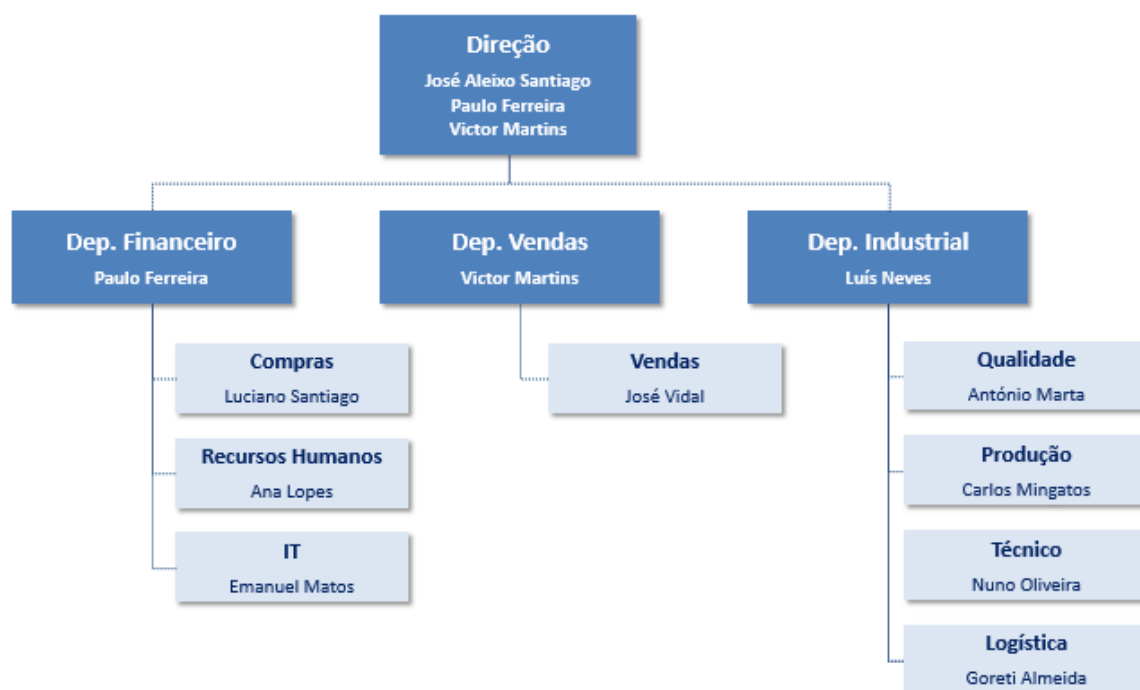 Direção
José Aleixo Santiago
Paulo Ferreira
Victor Martins
Dep. Financeiro
Paulo Ferreira
Dep. Vendas
Victor Martins
Dep. Industrial
Luís Neves
Compras
Luciano Santiago
Recursos Humanos
Ana Lopes
IT
Emanuel Matos
Vendas
José Vidal
Qualidade
António Marta
Produção
Carlos Mingatos
Técnico
Nuno Oliveira
Logística
Goreti Almeida